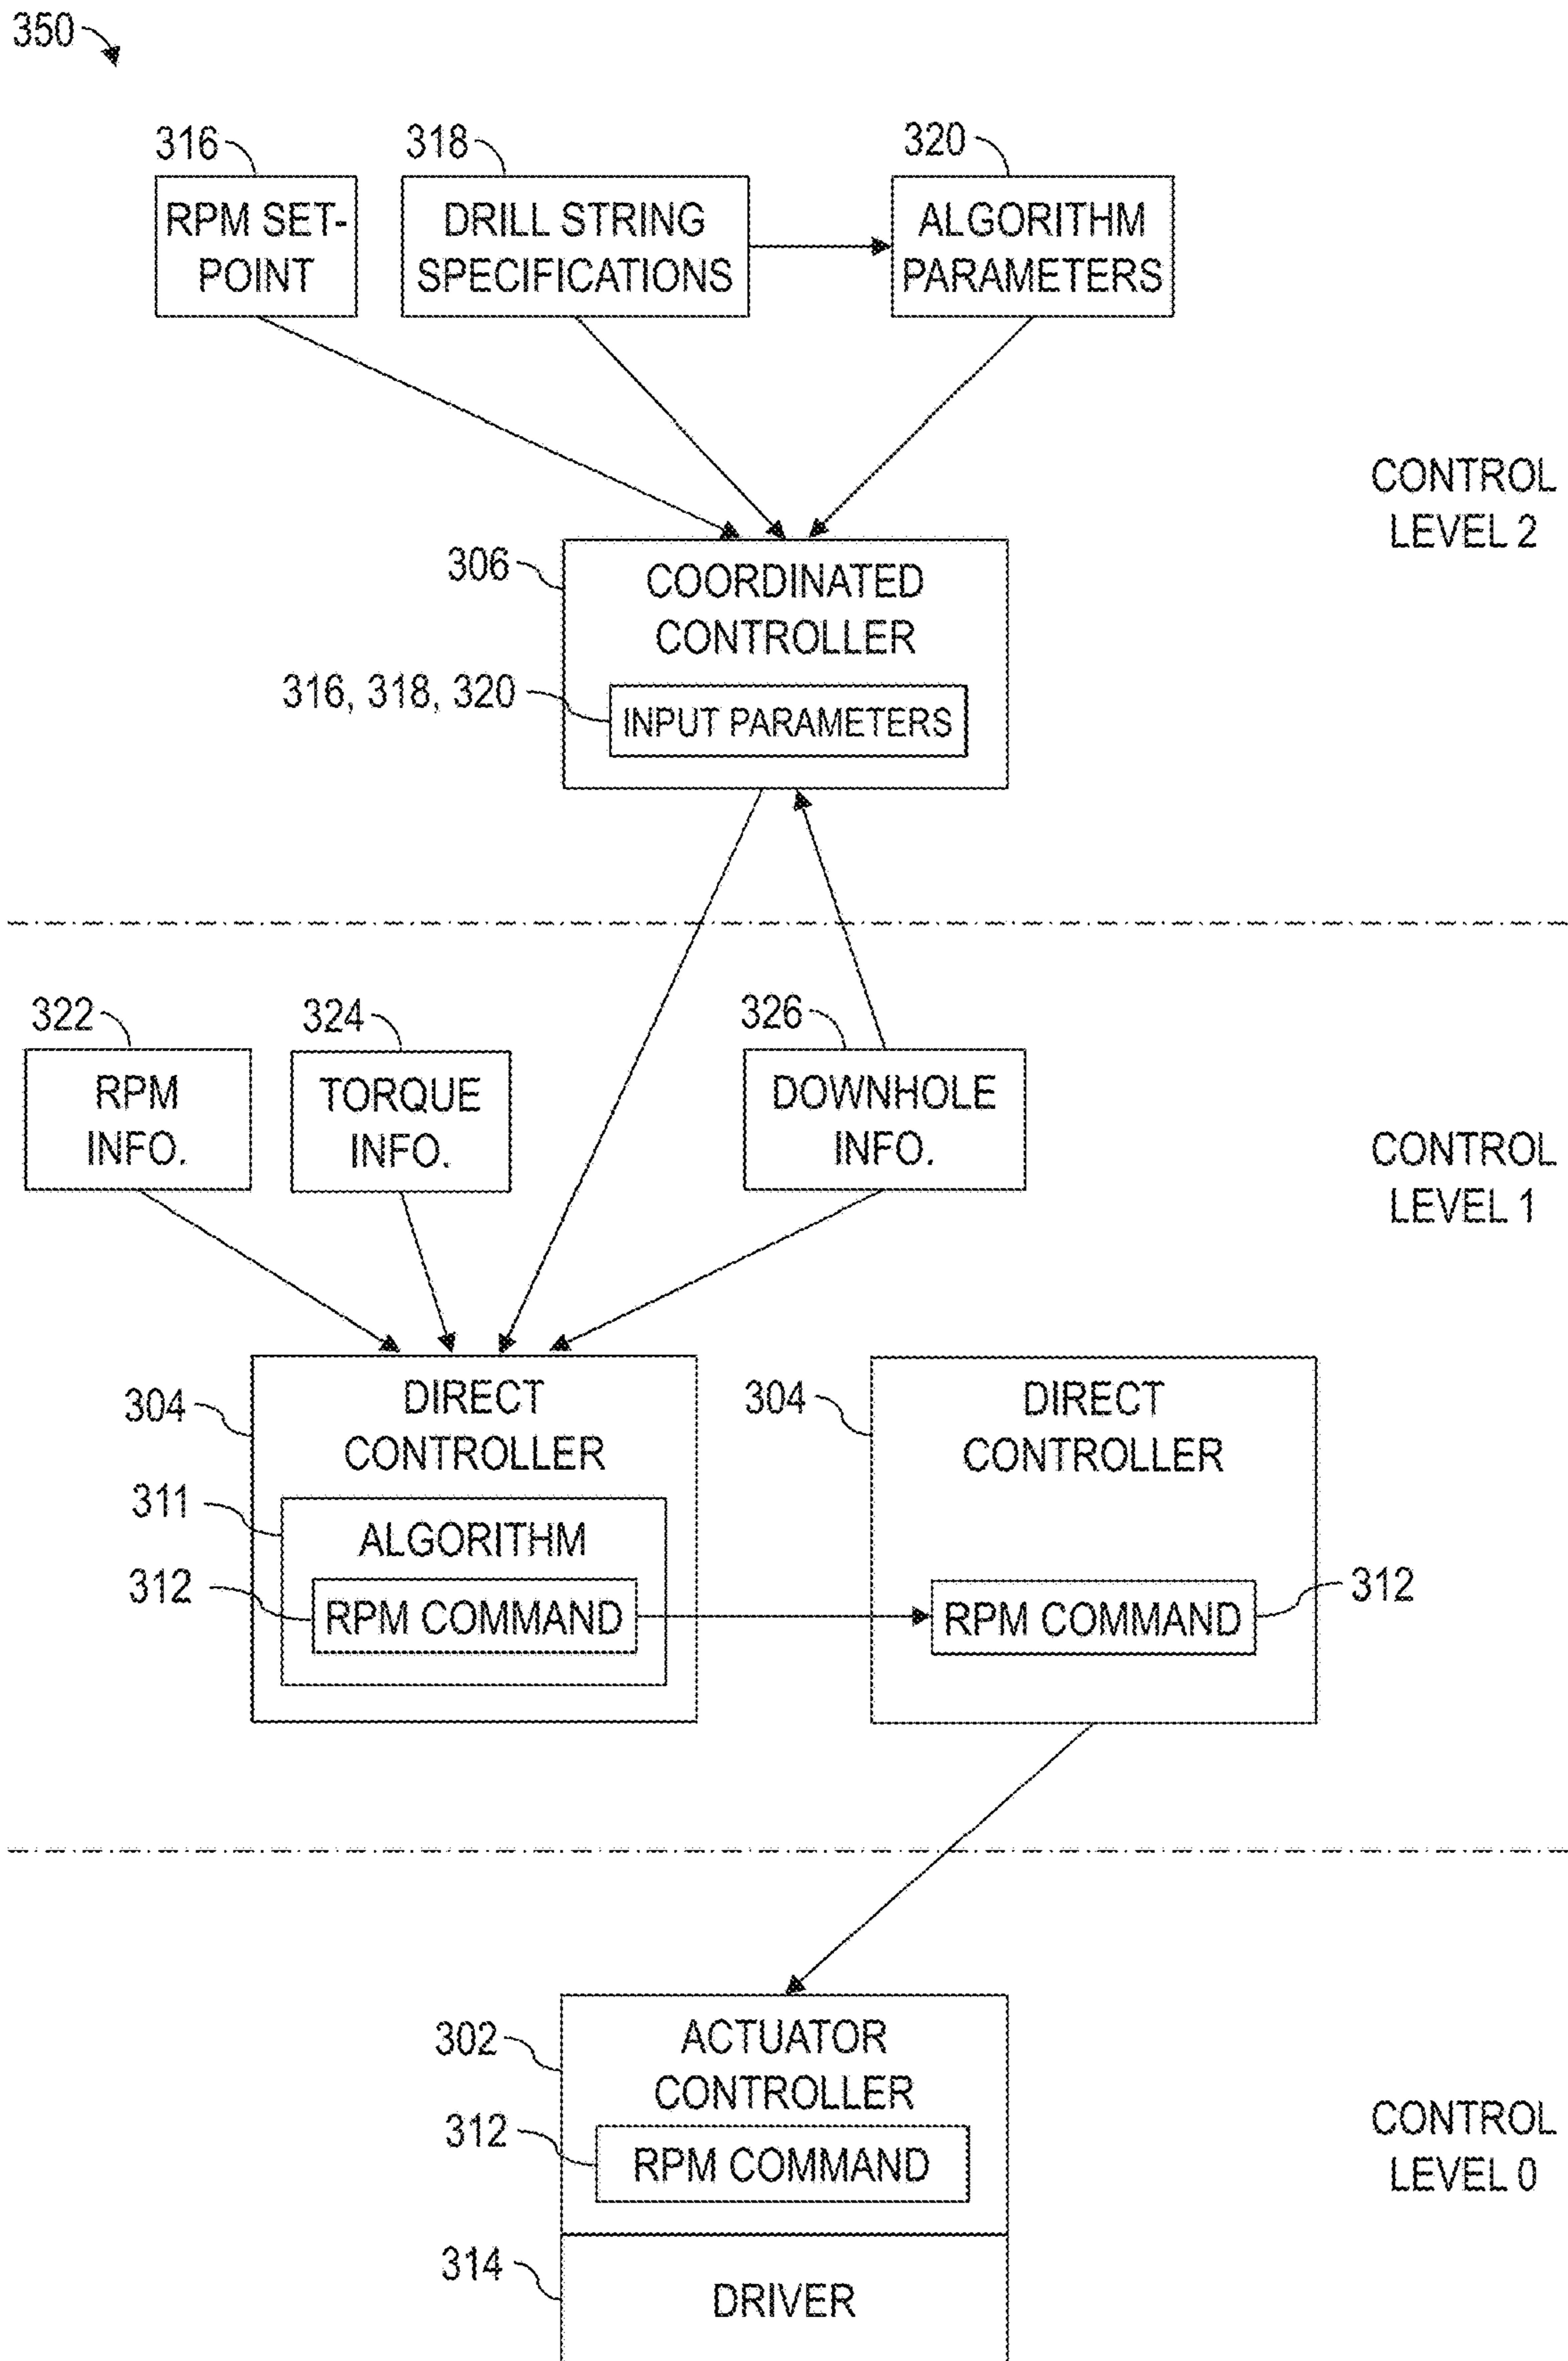 350
316
318
320
RPM SET-
POINT
DRILL STRING
SPECIFICATIONS
ALGORITHM
PARAMETERS
CONTROL
LEVEL 2
306
COORDINATED
CONTROLLER
316, 318, 320
INPUT PARAMETERS
322
324
326
RPM
INFO.
TORQUE
INFO.
DOWNHOLE
INFO.
CONTROL
LEVEL 1
304
DIRECT
CONTROLLER
311
ALGORITHM
312
RPM COMMAND
304
DIRECT
CONTROLLER
RPM COMMAND
312
302
ACTUATOR
CONTROLLER
312
RPM COMMAND
CONTROL
LEVEL 0
314
DRIVER